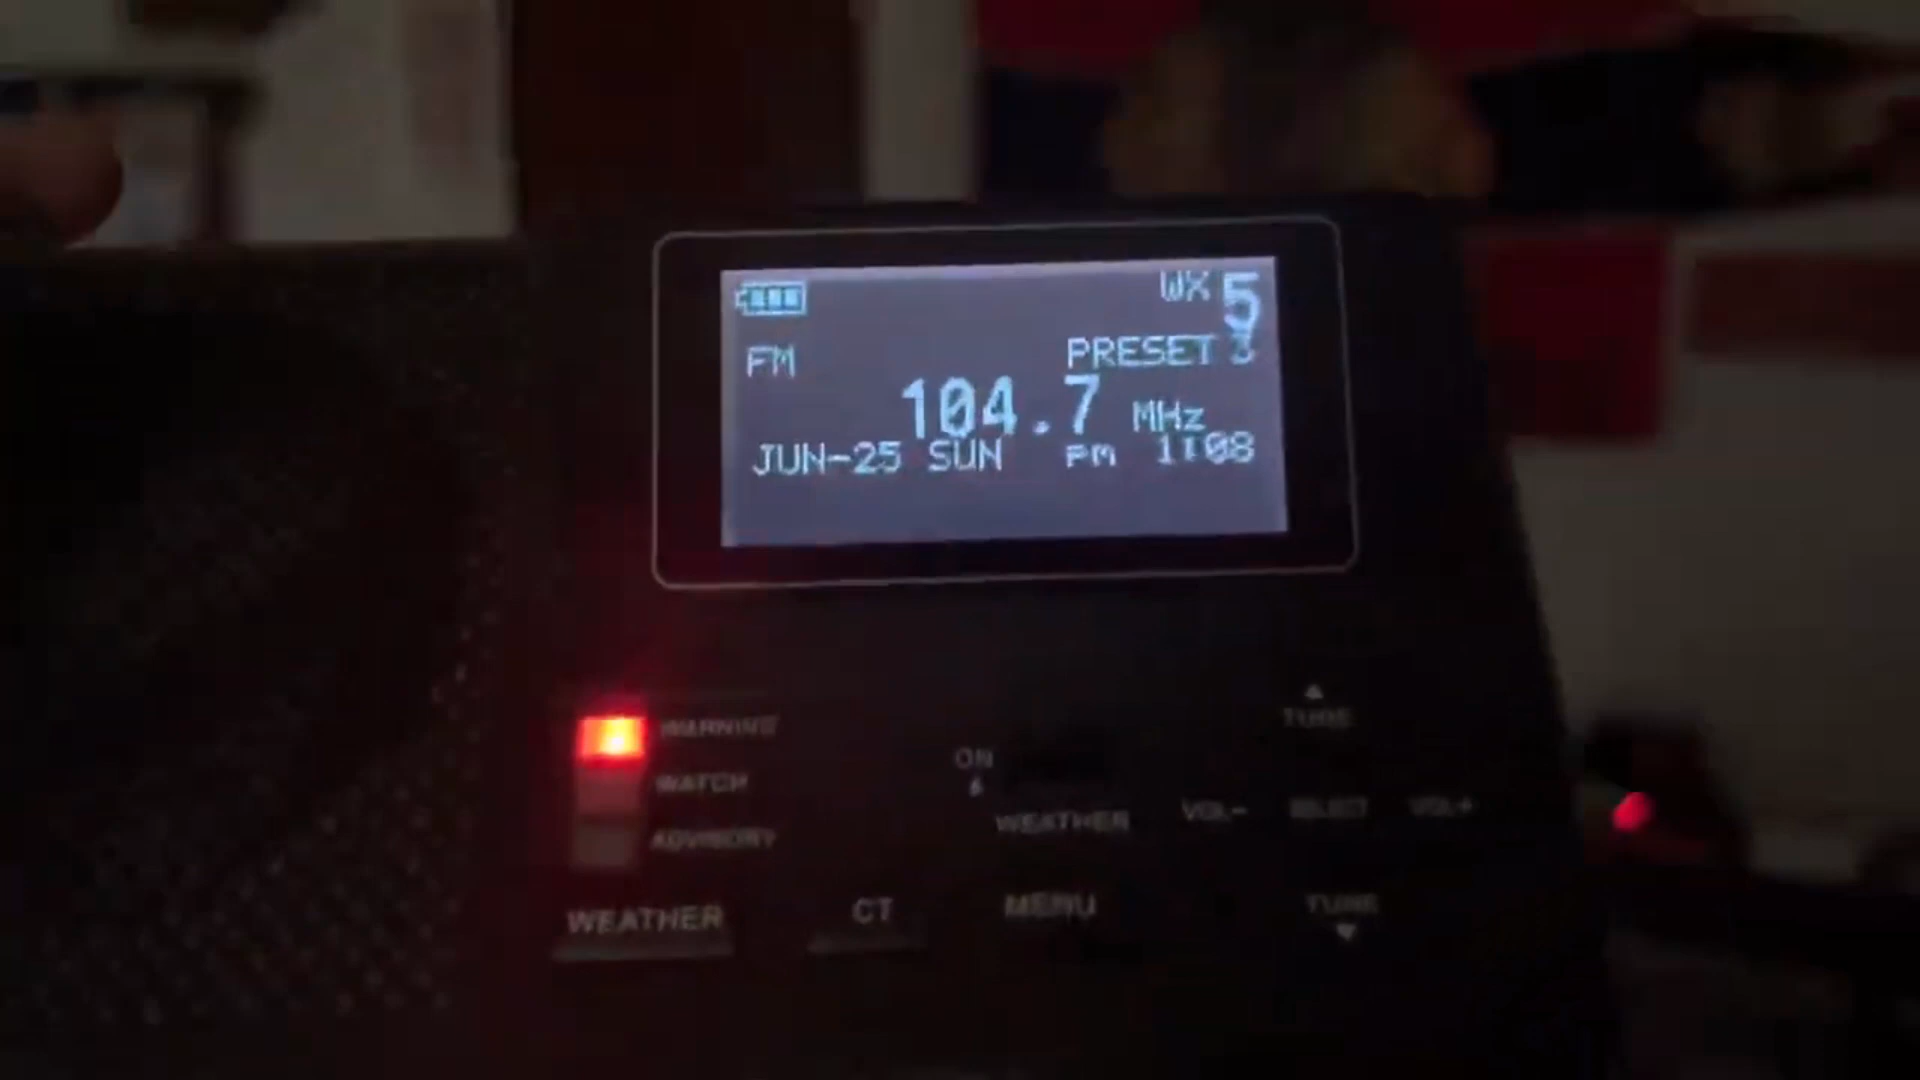 WX 5
FM PRESET 3
104.7 MHz
JUN-25 SUN PM 1:08
WARNING
WATCH
ADVISORY
ON
WEATHER
TUNE
VOL- SELECT VOL+
WEATHER CT MENU TUNE